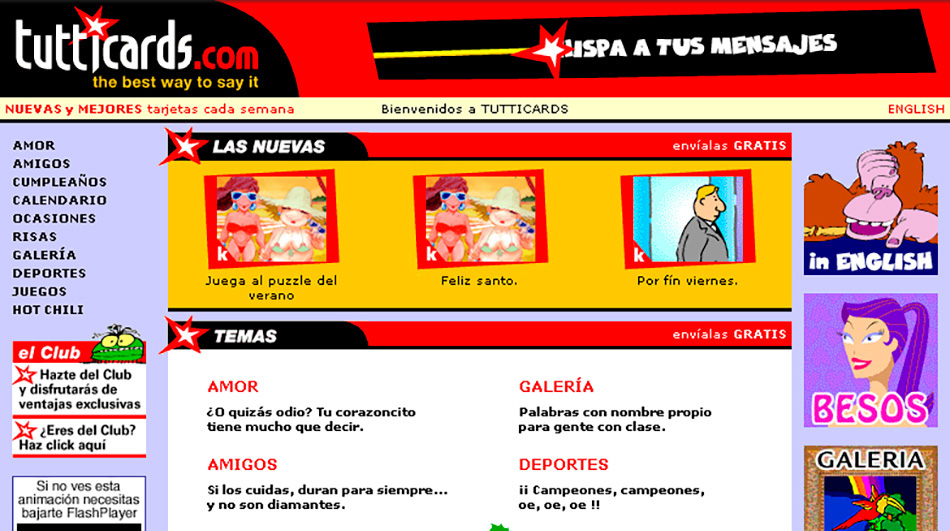 tutticards.com
the best way to say it
ISPA A TUS MENSAJES
NUEVAS y MEJORES tarjetas cada semana
Bienvenidos a TUTTICARDS
ENGLISH
AMOR
AMIGOS
CUMPLEAÑOS
CALENDARIO
OCASIONES
RISAS
GALERÍA
DEPORTES
JUEGOS
HOT CHILI
el Club
Hazte del Club
y disfrutarás de
ventajas exclusivas
¿Eres del Club?
Haz click aquí
Si no ves esta
animación necesitas
bajarte FlashPlayer
LAS NUEVAS
envíalas GRATIS
k
Juega al puzzle del
verano
k
Feliz santo.
k
Por fín viernes.
TEMAS
envíalas GRATIS
AMOR
¿O quizás odio? Tu corazoncito
tiene mucho que decir.
GALERÍA
Palabras con nombre propio
para gente con clase.
AMIGOS
Si los cuidas, duran para siempre...
y no son diamantes.
DEPORTES
¡¡ Campeones, campeones,
oe, oe, oe !!
in ENGLISH
BESOS
GALERIA